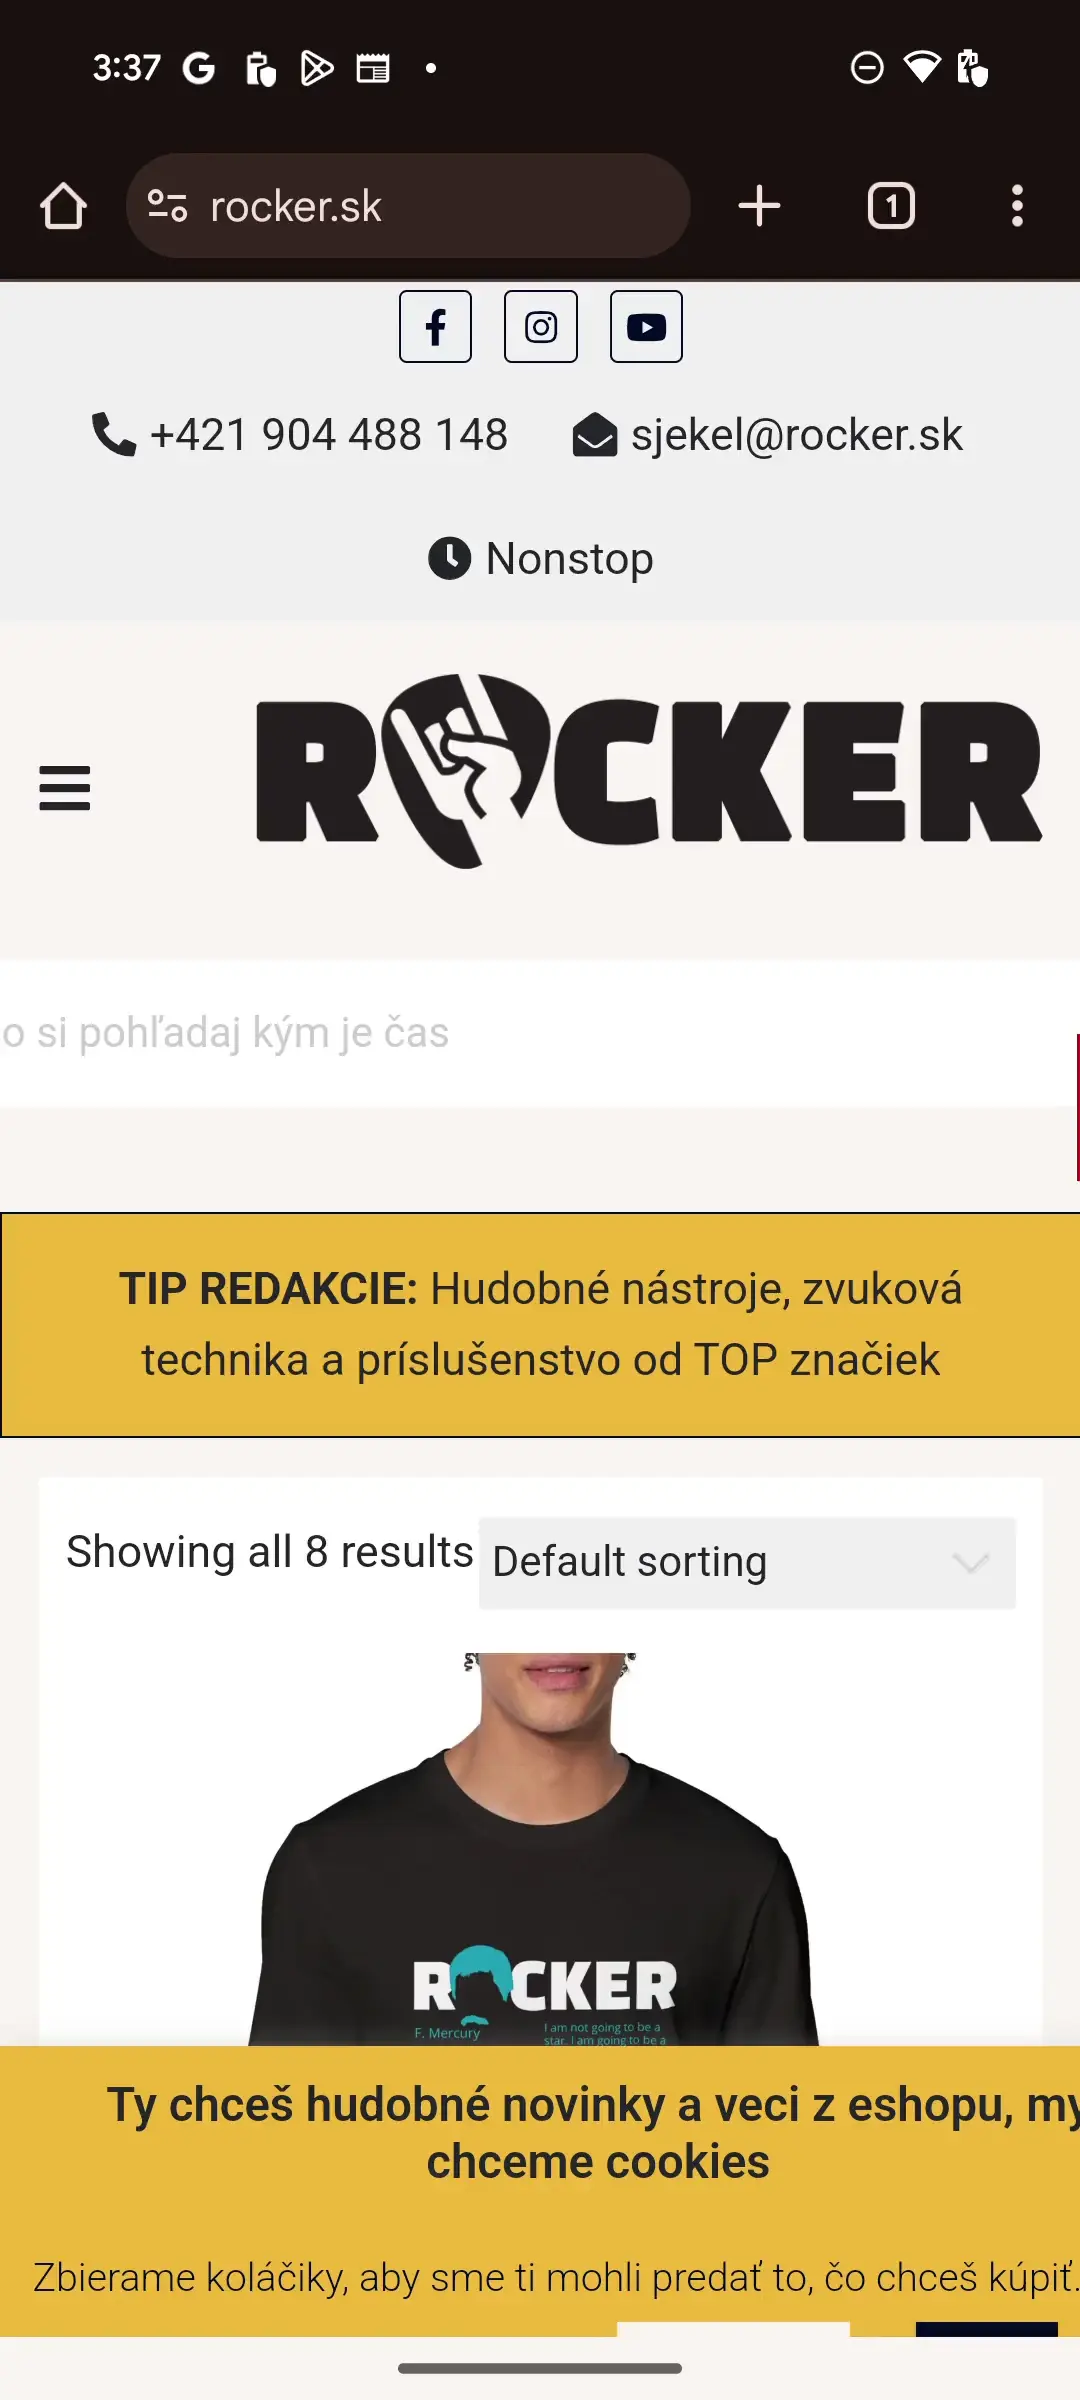 3:37
rocker.sk
1
+421 904 488 148
sjekel@rocker.sk
Nonstop
ROCKER
o si pohľadaj kým je čas
TIP REDAKCIE: Hudobné nástroje, zvuková
technika a príslušenstvo od TOP značiek
Showing all 8 results
Default sorting
ROCKER
F. Mercury
I am not going to be a
star. I am going to be a
Ty chceš hudobné novinky a veci z eshopu, my
chceme cookies
Zbierame koláčiky, aby sme ti mohli predať to, čo chceš kúpiť.